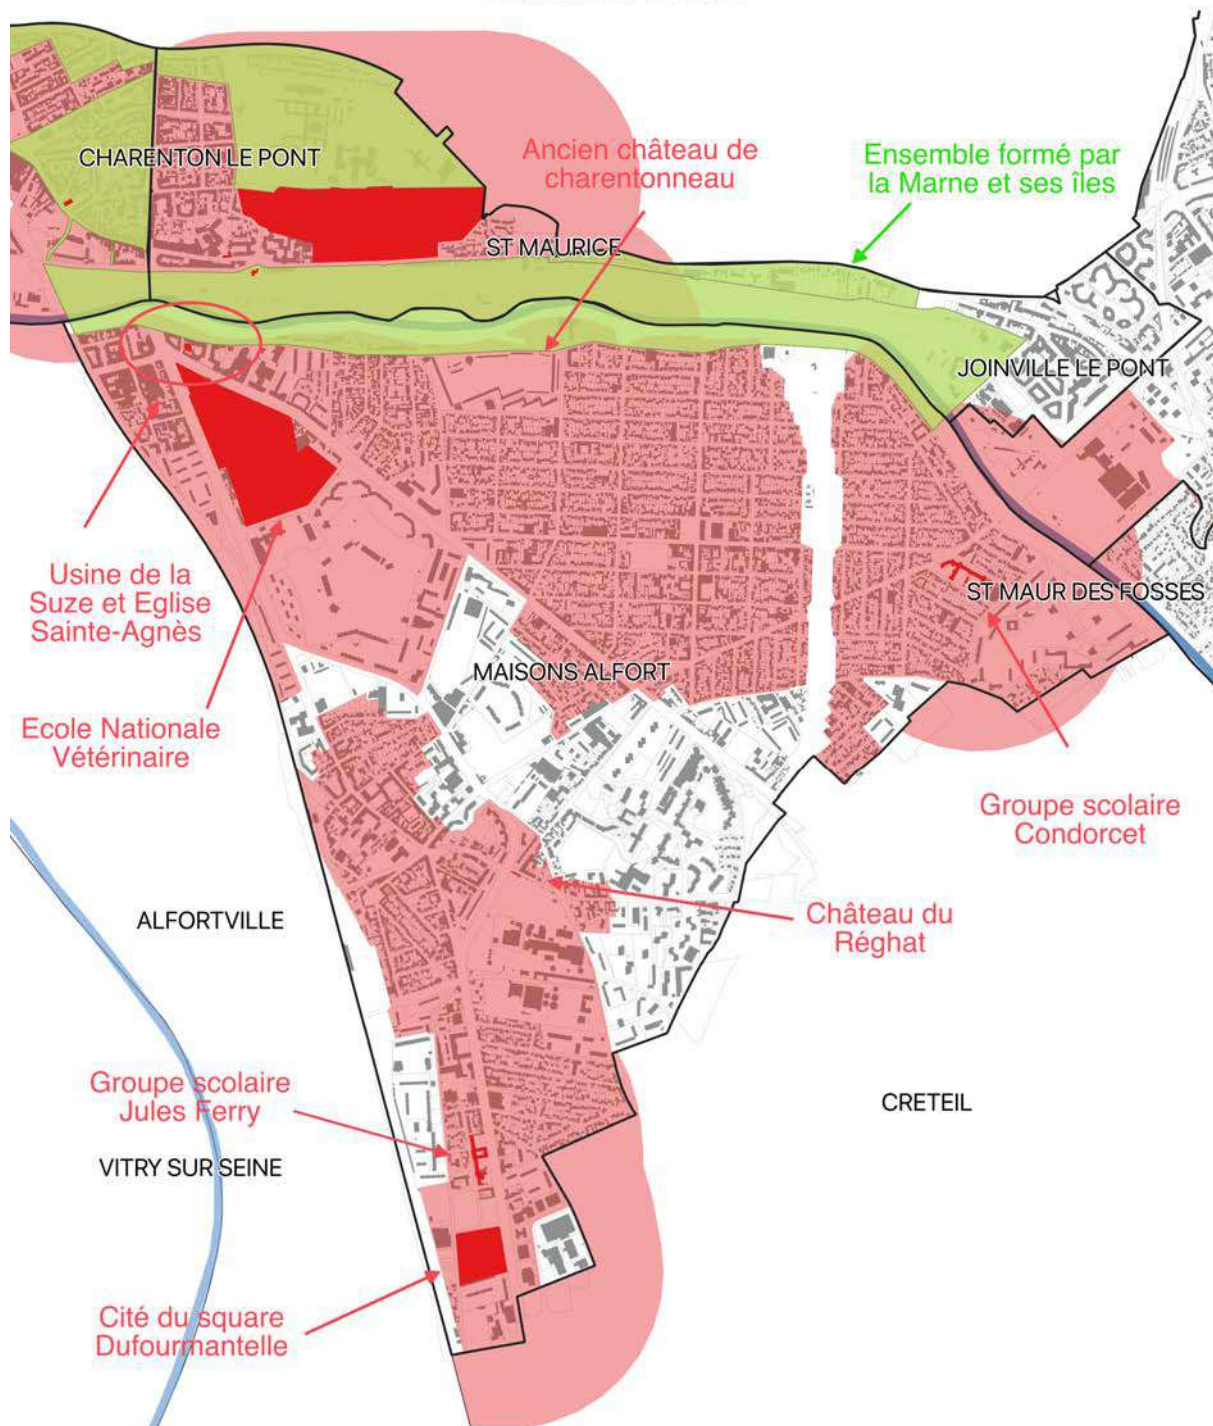 Ancien château de
charentonneau
Ensemble formé par
la Marne et ses îles
CHARENTON LE PONT
ST MAURICE
JOINVILLE LE PONT
Usine de la
Suze et Eglise
Sainte-Agnès
ST MAUR DES FOSSES
MAISONS ALFORT
Ecole Nationale
Vétérinaire
Groupe scolaire
Condorcet
ALFORTVILLE
Château du
Réghat
Groupe scolaire
Jules Ferry
CRETEIL
VITRY SUR SEINE
Cité du square
Dufourmantelle